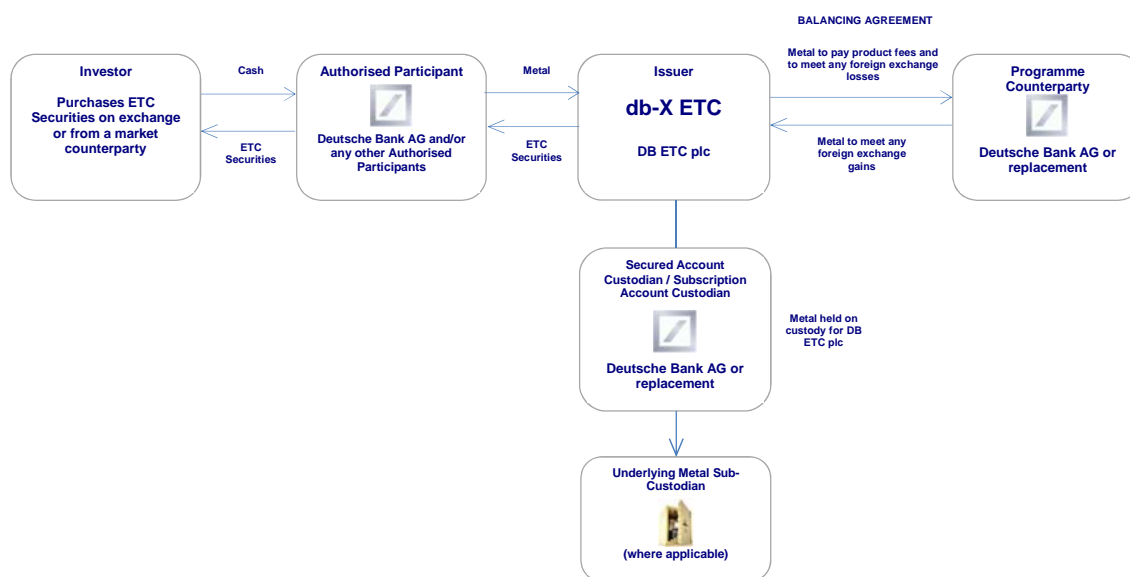 BALANCING AGREEMENT
Investor
Purchases ETC
Securities on exchange
or from a market
counterparty
Cash
ETC
Securities
Authorised Participant
Deutsche Bank AG and/or
any other Authorised
Participants
Metal
ETC
Securities
Issuer
db-X ETC
DB ETC plc
Metal to pay product fees and
to meet any foreign exchange
losses
Metal to meet any
foreign exchange
gains
Programme
Counterparty
Deutsche Bank AG or
replacement
Secured Account
Custodian / Subscription
Account Custodian
Deutsche Bank AG or
replacement
Metal held on
custody for DB
ETC plc
Underlying Metal Sub-
Custodian
(where applicable)